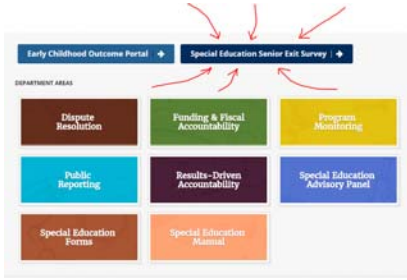 Early Childhood Outcome Portal
Special Education Senior Exit Survey
DEPARTMENT AREAS
Dispute
Resolution
Funding & Fiscal
Accountability
Program
Monitoring
Public
Reporting
Results-Driven
Accountability
Special Education
Advisory Panel
Special Education
Forms
Special Education
Manual